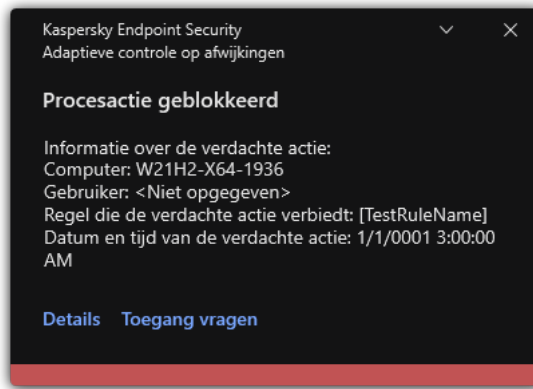 Kaspersky Endpoint Security
Adaptieve controle op afwijkingen
Procesactie geblokkeerd
Informatie over de verdachte actie:
Computer: W21H2-X64-1936
Gebruiker: <Niet opgegeven>
Regel die de verdachte actie verbiedt: [TestRuleName]
Datum en tijd van de verdachte actie: 1/1/0001 3:00:00
AM
Details Toegang vragen